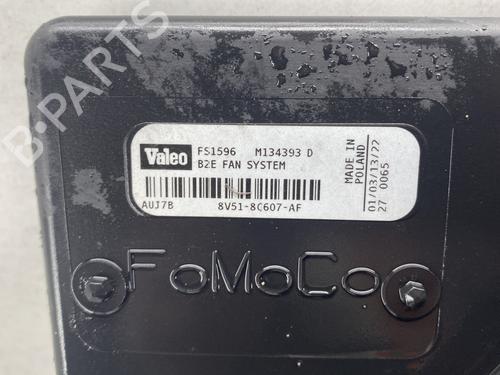 Valeo FS1596 M134393 D
B2E FAN SYSTEM
AUJ7B 8V51-8C607-AF
MADE IN
POLAND
01/03/13/22
27 0065
FoMoCo